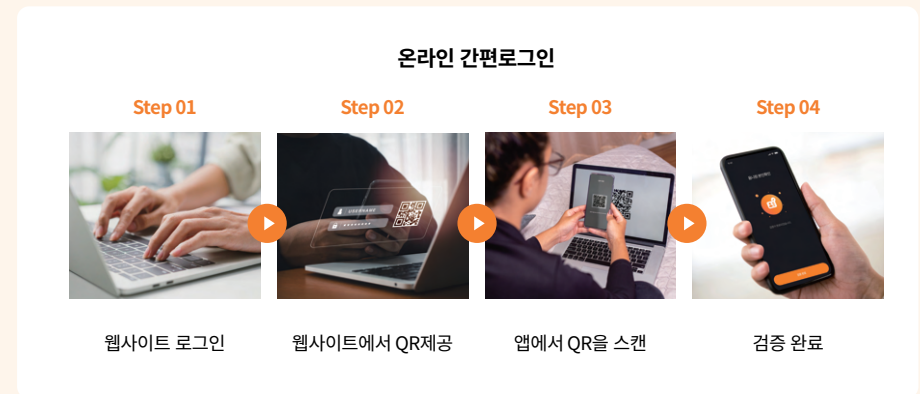 온라인 간편로그인
Step 01
Step 02
Step 03
Step 04
웹사이트 로그인
웹사이트에서 QR제공
앱에서 QR을 스캔
검증 완료